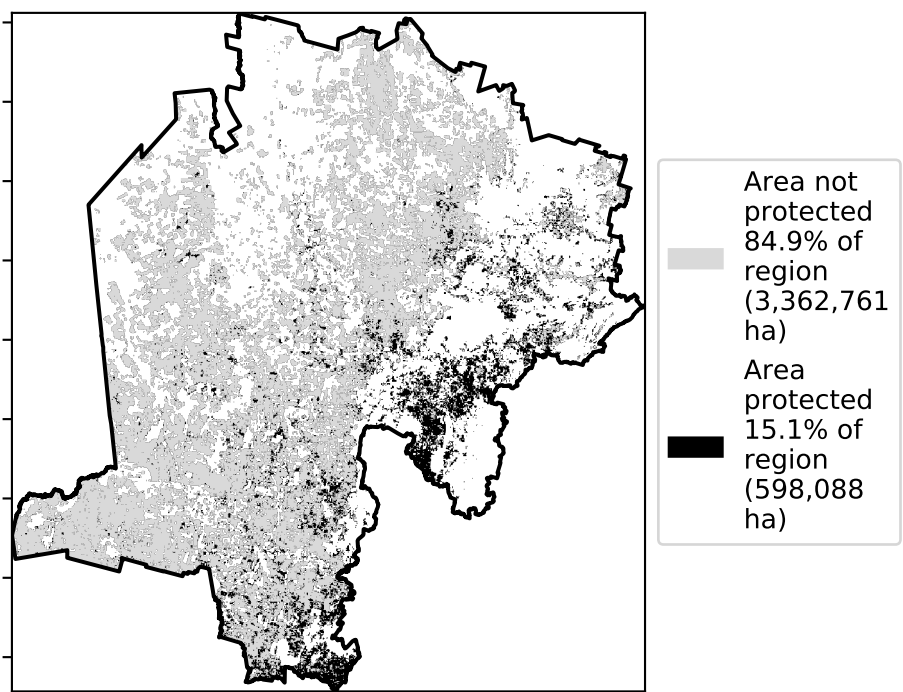 Area not
protected
84.9% of
region
(3,362,761
ha)
Area
protected
15.1% of
region
(598,088
ha)